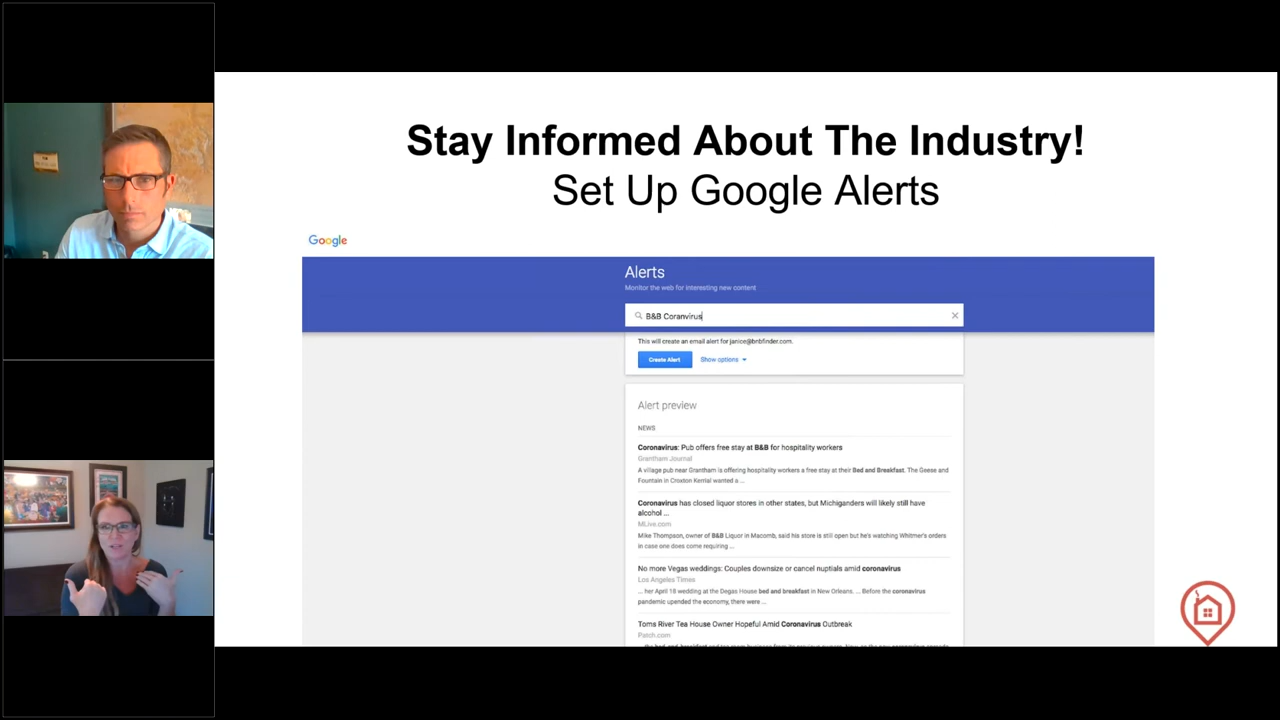 Stay Informed About The Industry!
Set Up Google Alerts
Google
Alerts
Monitor the web for interesting new content
B&B Coranvirus
This will create an email alert for janice@bnbfinder.com.
Create Alert
Show options
Alert preview
NEWS
Coronavirus: Pub offers free stay at B&B for hospitality workers
Grantham Journal
A village pub near Grantham is offering hospitality workers a free stay at their Bed and Breakfast. The Geese and
Fountain in Croxton Kerrial wanted a ...
Coronavirus has closed liquor stores in other states, but Michiganders will likely still have
alcohol ...
MLive.com
Mike Thompson, owner of B&B Liquor in Macomb, said his store is still open but he's watching Whitmer's orders
in case one does come requiring ...
No more Vegas weddings: Couples downsize or cancel nuptials amid coronavirus
Los Angeles Times
... her April 18 wedding at the Degas House bed and breakfast in New Orleans. ... Before the coronavirus
pandemic upended the economy, there were ...
Toms River Tea House Owner Hopeful Amid Coronavirus Outbreak
Patch.com